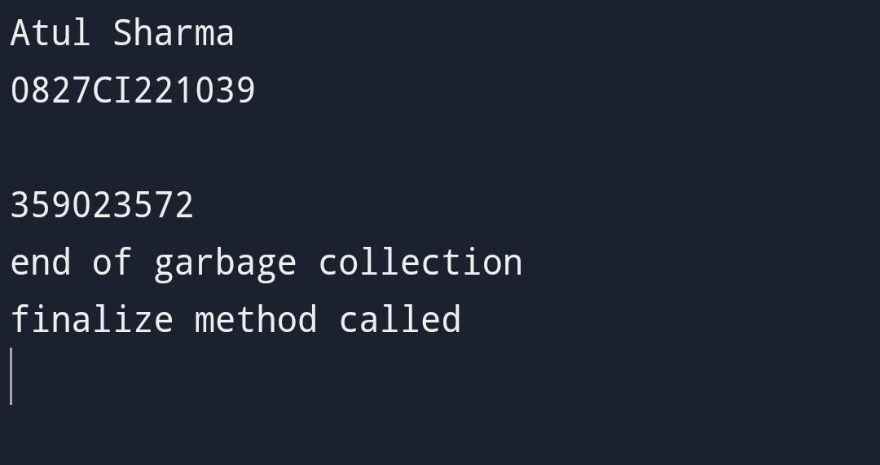 Atul Sharma
0827CI221039
359023572
end of garbage collection
finalize method called